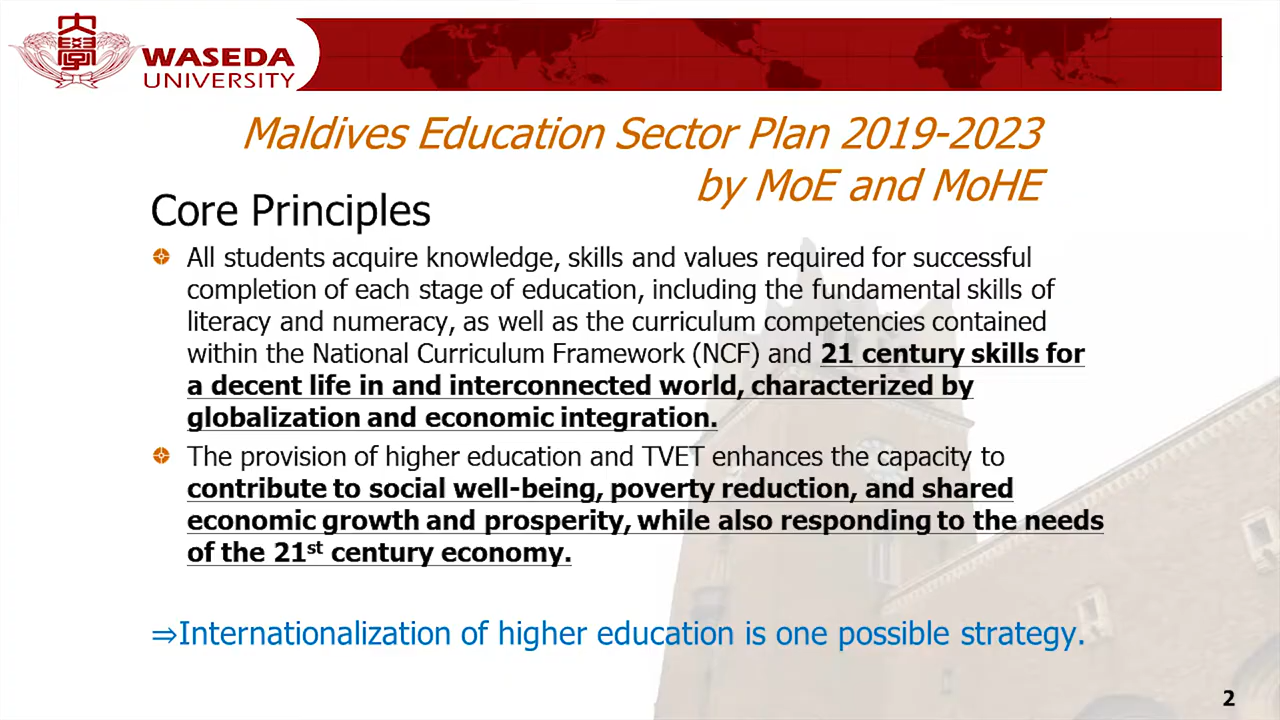 大學
WASEDA
UNIVERSITY
Maldives Education Sector Plan 2019-2023
by MoE and MoHE
Core Principles
All students acquire knowledge, skills and values required for successful
completion of each stage of education, including the fundamental skills of
literacy and numeracy, as well as the curriculum competencies contained
within the National Curriculum Framework (NCF) and 21 century skills for
a decent life in and interconnected world, characterized by
globalization and economic integration.
The provision of higher education and TVET enhances the capacity to
contribute to social well-being, poverty reduction, and shared
economic growth and prosperity, while also responding to the needs
of the 21st century economy.
⇒Internationalization of higher education is one possible strategy.
2